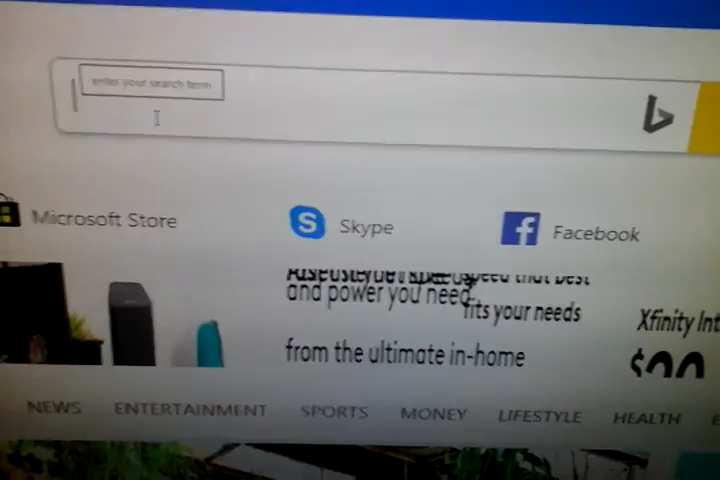 enter your search term
Microsoft Store
Skype
Facebook
and power you need
fits your needs
from the ultimate in-home
Xfinity Int
NEWS ENTERTAINMENT SPORTS MONEY LIFESTYLE HEALTH